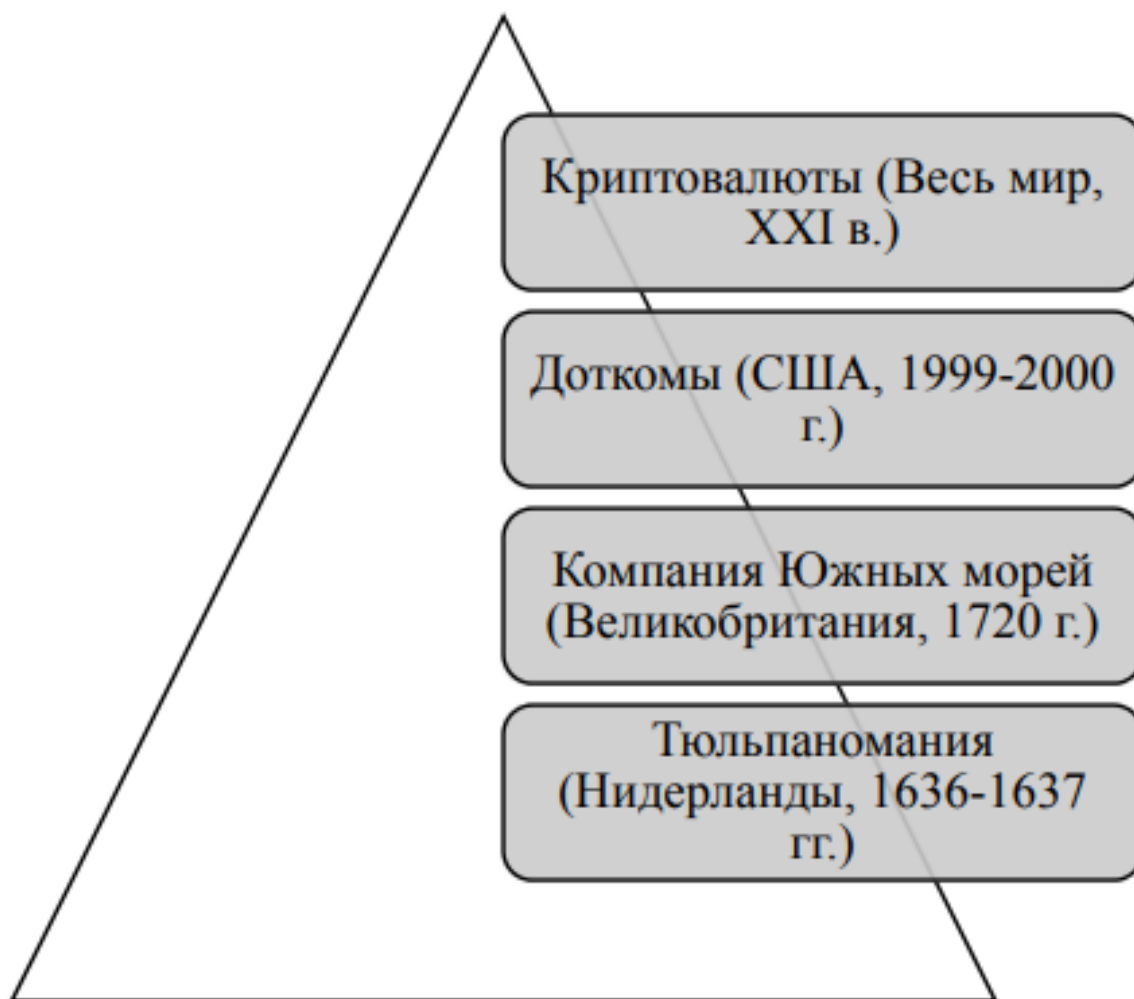 Криптовалюты (Весь мир,
XXI в.)
Доткомы (США, 1999-2000
г.)
Компания Южных морей
(Великобритания, 1720 г.)
Тюльпаномания
(Нидерланды, 1636-1637
гг.)